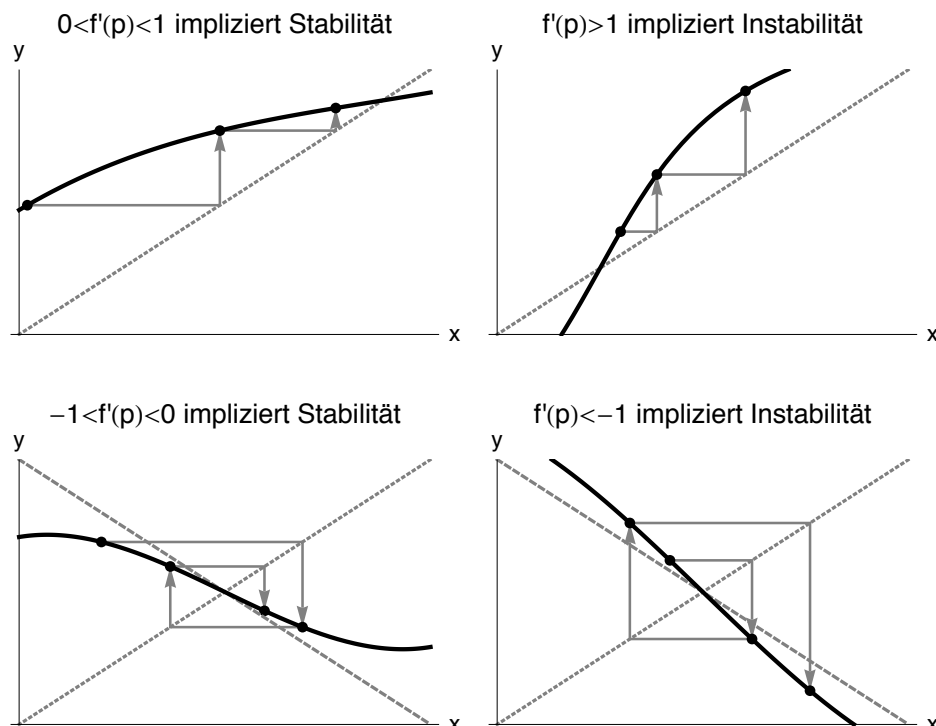 0<f'(p)<1 impliziert Stabilität
y
x
f'(p)>1 impliziert Instabilität
y
x
−1<f'(p)<0 impliziert Stabilität
y
x
f'(p)<−1 impliziert Instabilität
y
x